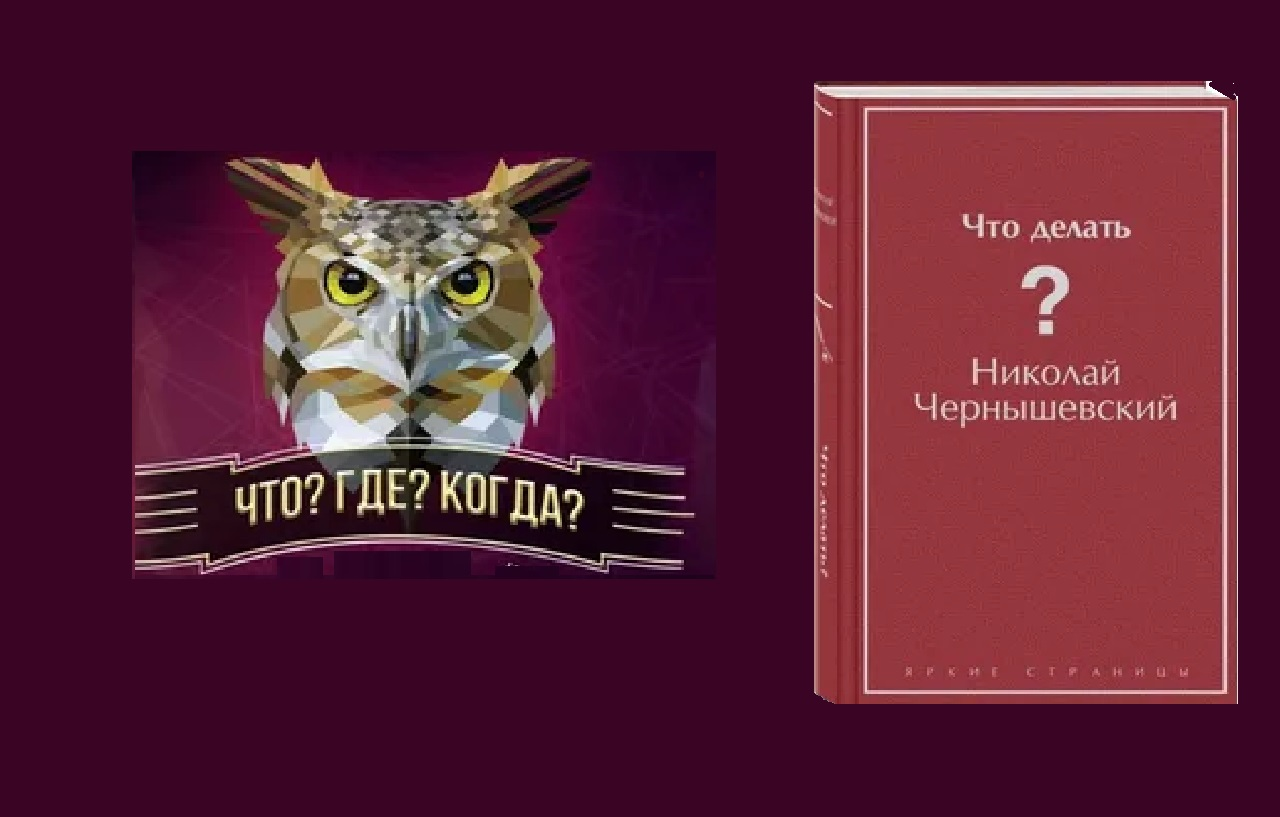 ЧТО? ГДЕ? КОГДА?
Что делать
?
Николай
Чернышевский
ЯРКИЕ СТРАНИЦЫ